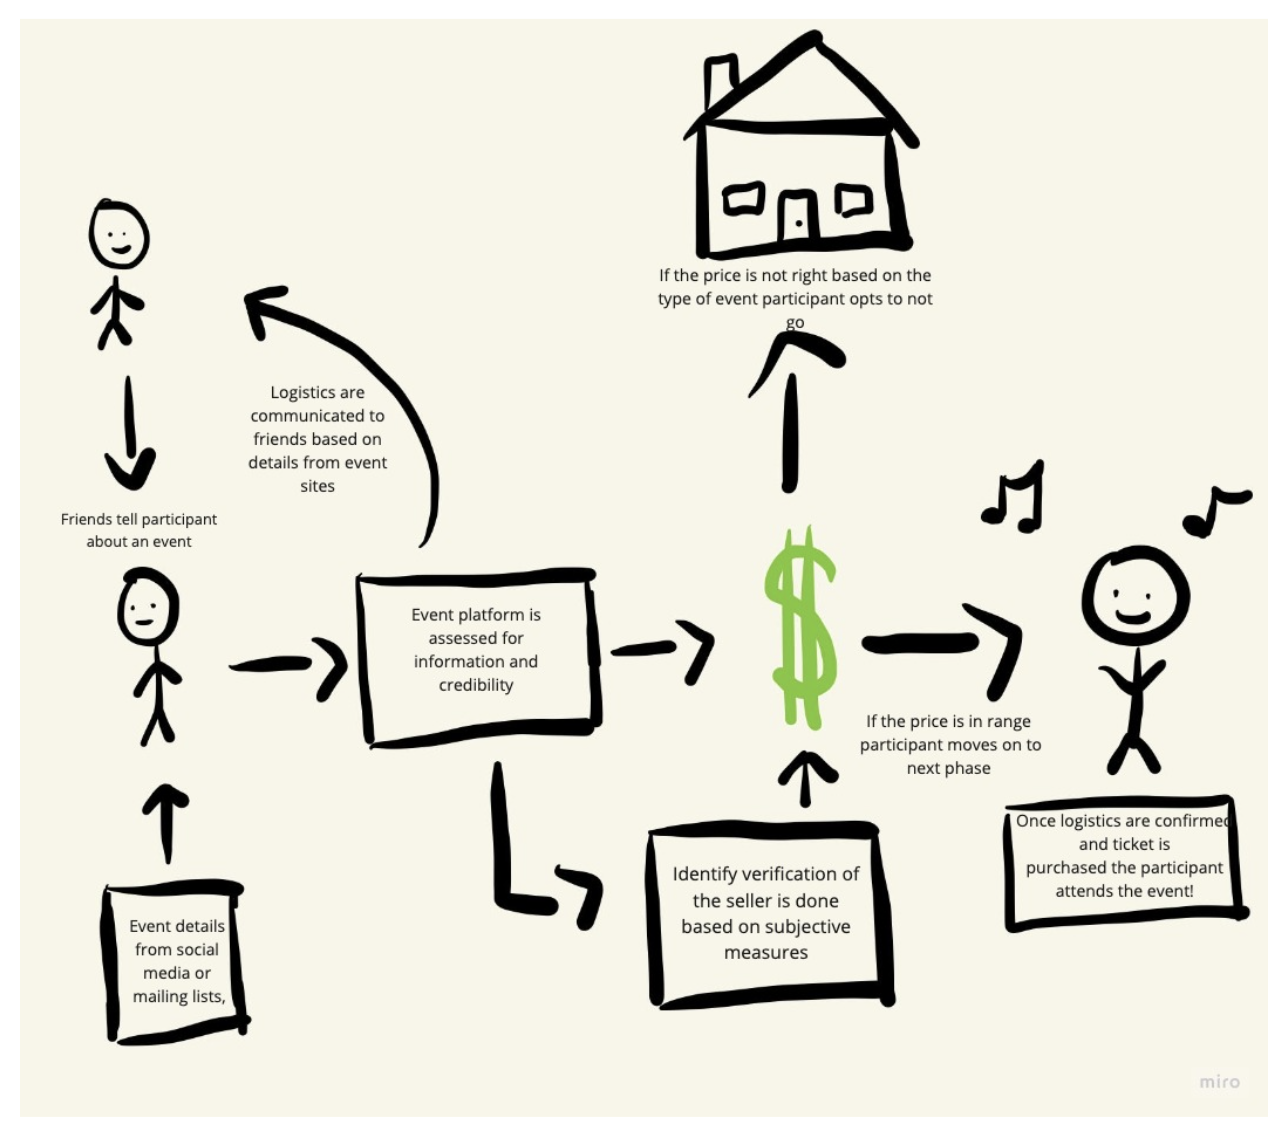 If the price is not right based on the
type of event participant opts to not
go
Logistics are
communicated to
friends based on
details from event
sites
Friends tell participant
about an event
Event platform is
assessed for
information and
credibility
If the price is in range
participant moves on to
next phase
Once logistics are confirmed
and ticket is
purchased the participant
attends the event!
Identify verification of
the seller is done
based on subjective
measures
Event details
from social
media or
mailing lists,
miro